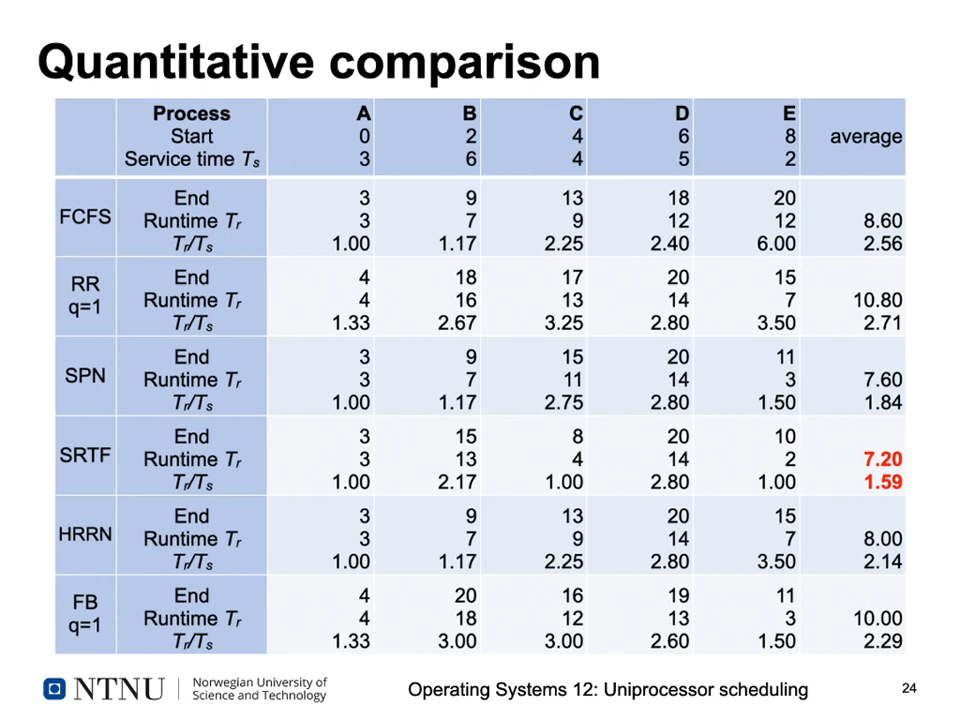 Quantitative comparison
Process A B C D E
Start 0 2 4 6 8 average
Service time Ts 3 6 4 5 2
End 3 9 13 18 20
FCFS Runtime Tr 3 7 9 12 12 8.60
Tr/Ts 1.00 1.17 2.25 2.40 6.00 2.56
End 4 18 17 20 15
RR q=1 Runtime Tr 4 16 13 14 7 10.80
Tr/Ts 1.33 2.67 3.25 2.80 3.50 2.71
End 3 9 15 20 11
SPN Runtime Tr 3 7 11 14 3 7.60
Tr/Ts 1.00 1.17 2.75 2.80 1.50 1.84
End 3 15 8 20 10
SRTF Runtime Tr 3 13 4 14 2 7.20
Tr/Ts 1.00 2.17 1.00 2.80 1.00 1.59
End 3 9 13 20 15
HRRN Runtime Tr 3 7 9 14 7 8.00
Tr/Ts 1.00 1.17 2.25 2.80 3.50 2.14
End 4 20 16 19 11
FB q=1 Runtime Tr 4 18 12 13 3 10.00
Tr/Ts 1.33 3.00 3.00 2.60 1.50 2.29
NTNU
Norwegian University of
Science and Technology
Operating Systems 12: Uniprocessor scheduling
24